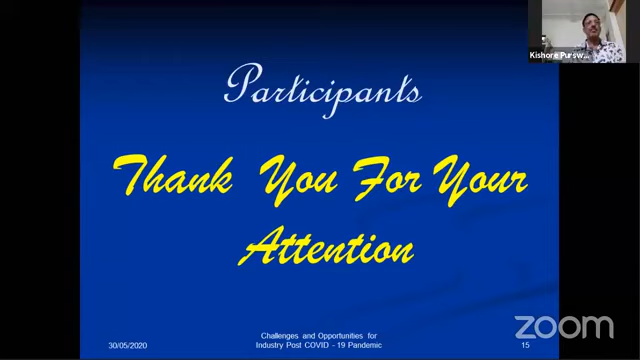 Kishore Pursw...
Participants
Thank You For Your
Attention
30/05/2020
Challenges and Opportunities for
Industry Post COVID - 19 Pandemic
15
zoom